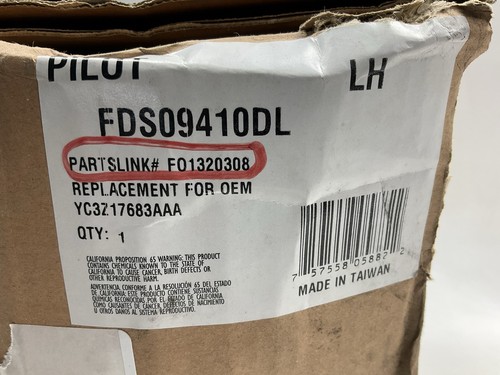 PILOT LH
FDS09410DL
PARTSLINK# FO1320308
REPLACEMENT FOR OEM
YC3Z17683AAA
QTY: 1
CALIFORNIA PROPOSITION 65 WARNING: THIS PRODUCT
CONTAINS CHEMICALS KNOWN TO THE STATE OF
CALIFORNIA TO CAUSE CANCER, BIRTH DEFECTS OR
OTHER REPRODUCTIVE HARM.
ADVERTENCIA CONFORME A LA RESOLUCIÓN 65 DEL ESTADO
DE CALIFORNIA: ESTE PRODUCTO CONTIENE SUSTANCIAS
QUIMICAS RECONOCIDAS POR EL ESTADO DE CALIFORNIA
COMO CAUSANTES DE CANCER, DEFECTOS DE NACIMIENTO
U OTROS DAÑOS AL SISTEMA REPRODUCTIVO.
7 57558 05887 2
MADE IN TAIWAN